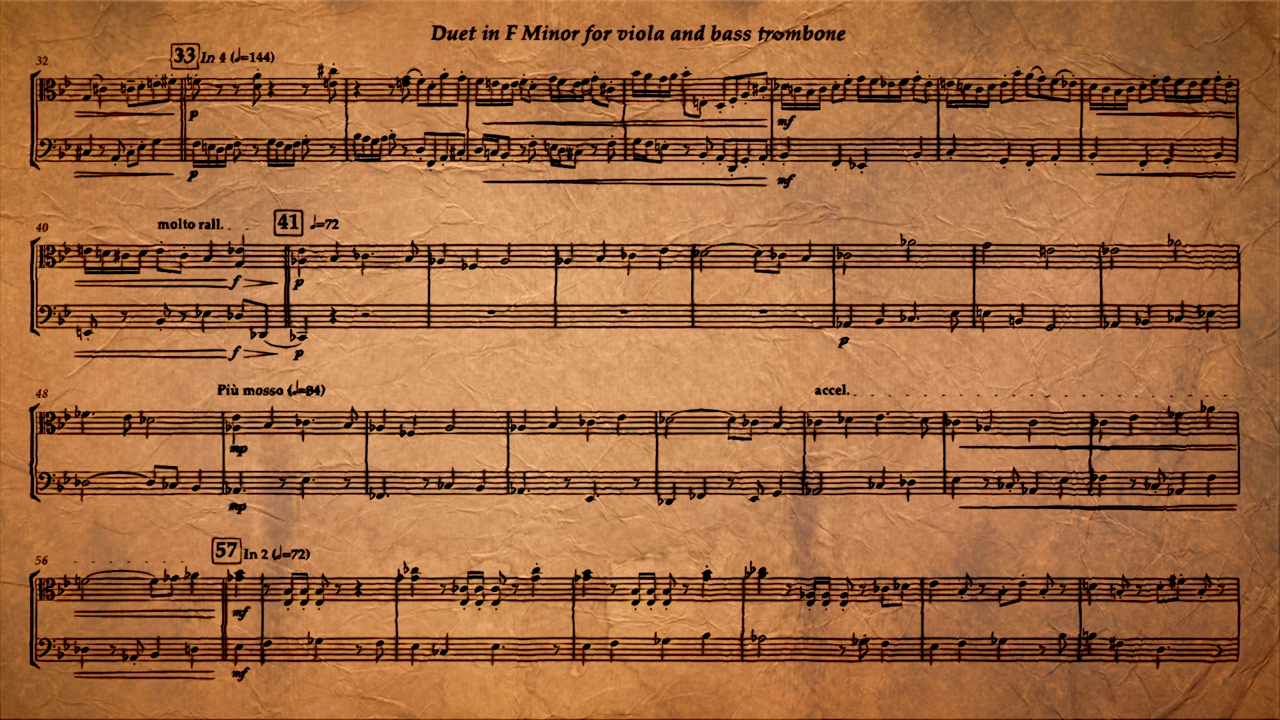 Duet in F Minor for viola and bass trombone
32
33 In 4 (♩=144)
p
mf
p
mf
40
molto rall.
41 ♩=72
f
p
f
p
p
48
Più mosso (♩=84)
accel.
mp
mp
56
57 In 2 (𝅗𝅥=72)
mf
mf